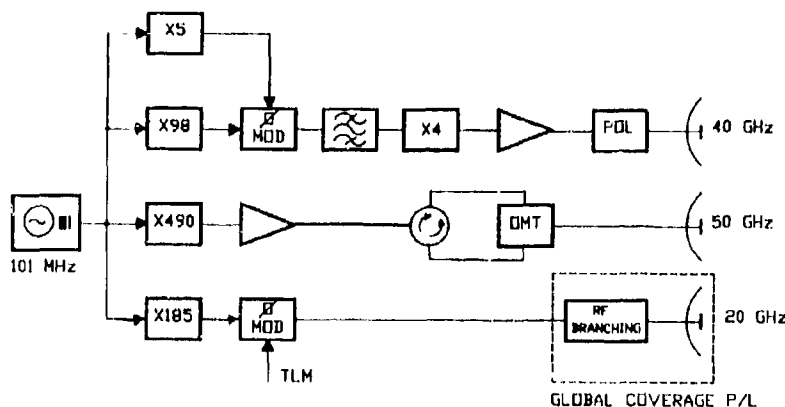 X5
X98
MOD
X4
POL
40 GHz
101 MHz
X490
OMT
50 GHz
X185
MOD
TLM
RF
BRANCHING
20 GHz
GLOBAL COVERAGE P/L